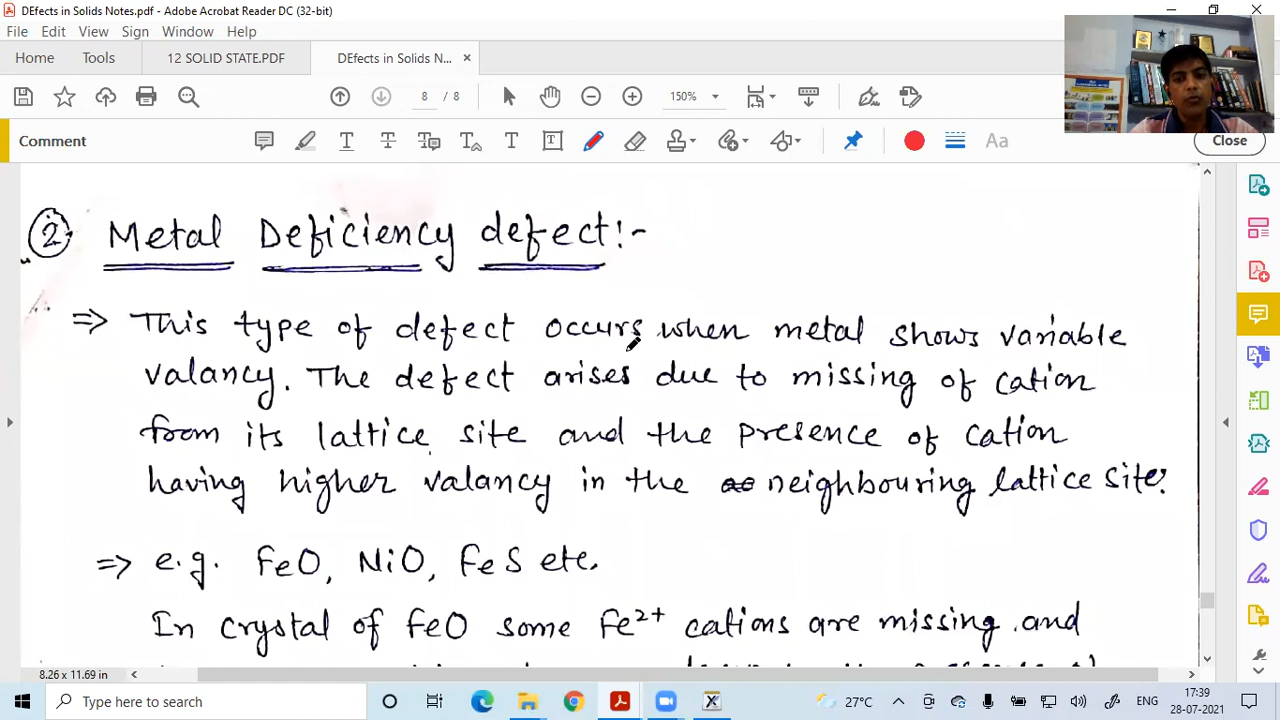 DEfects in Solids Notes.pdf - Adobe Acrobat Reader DC (32-bit)
File Edit View Sign Window Help
Home Tools 12 SOLID STATE.PDF DEfects in Solids N... ×
8 / 8 150%
Comment Aa Close
② Metal Deficiency defect!-
⇒ This type of defect occurs when metal shows variable
valancy. The defect arises due to missing of cation
from its lattice site and the presence of cation
having higher valancy in the neighbouring lattice site.
⇒ e.g. FeO, NiO, FeS etc.
In crystal of FeO some Fe²⁺ cations are missing and
8.26 x 11.69 in
Type here to search
27°C ENG 17:39
28-07-2021